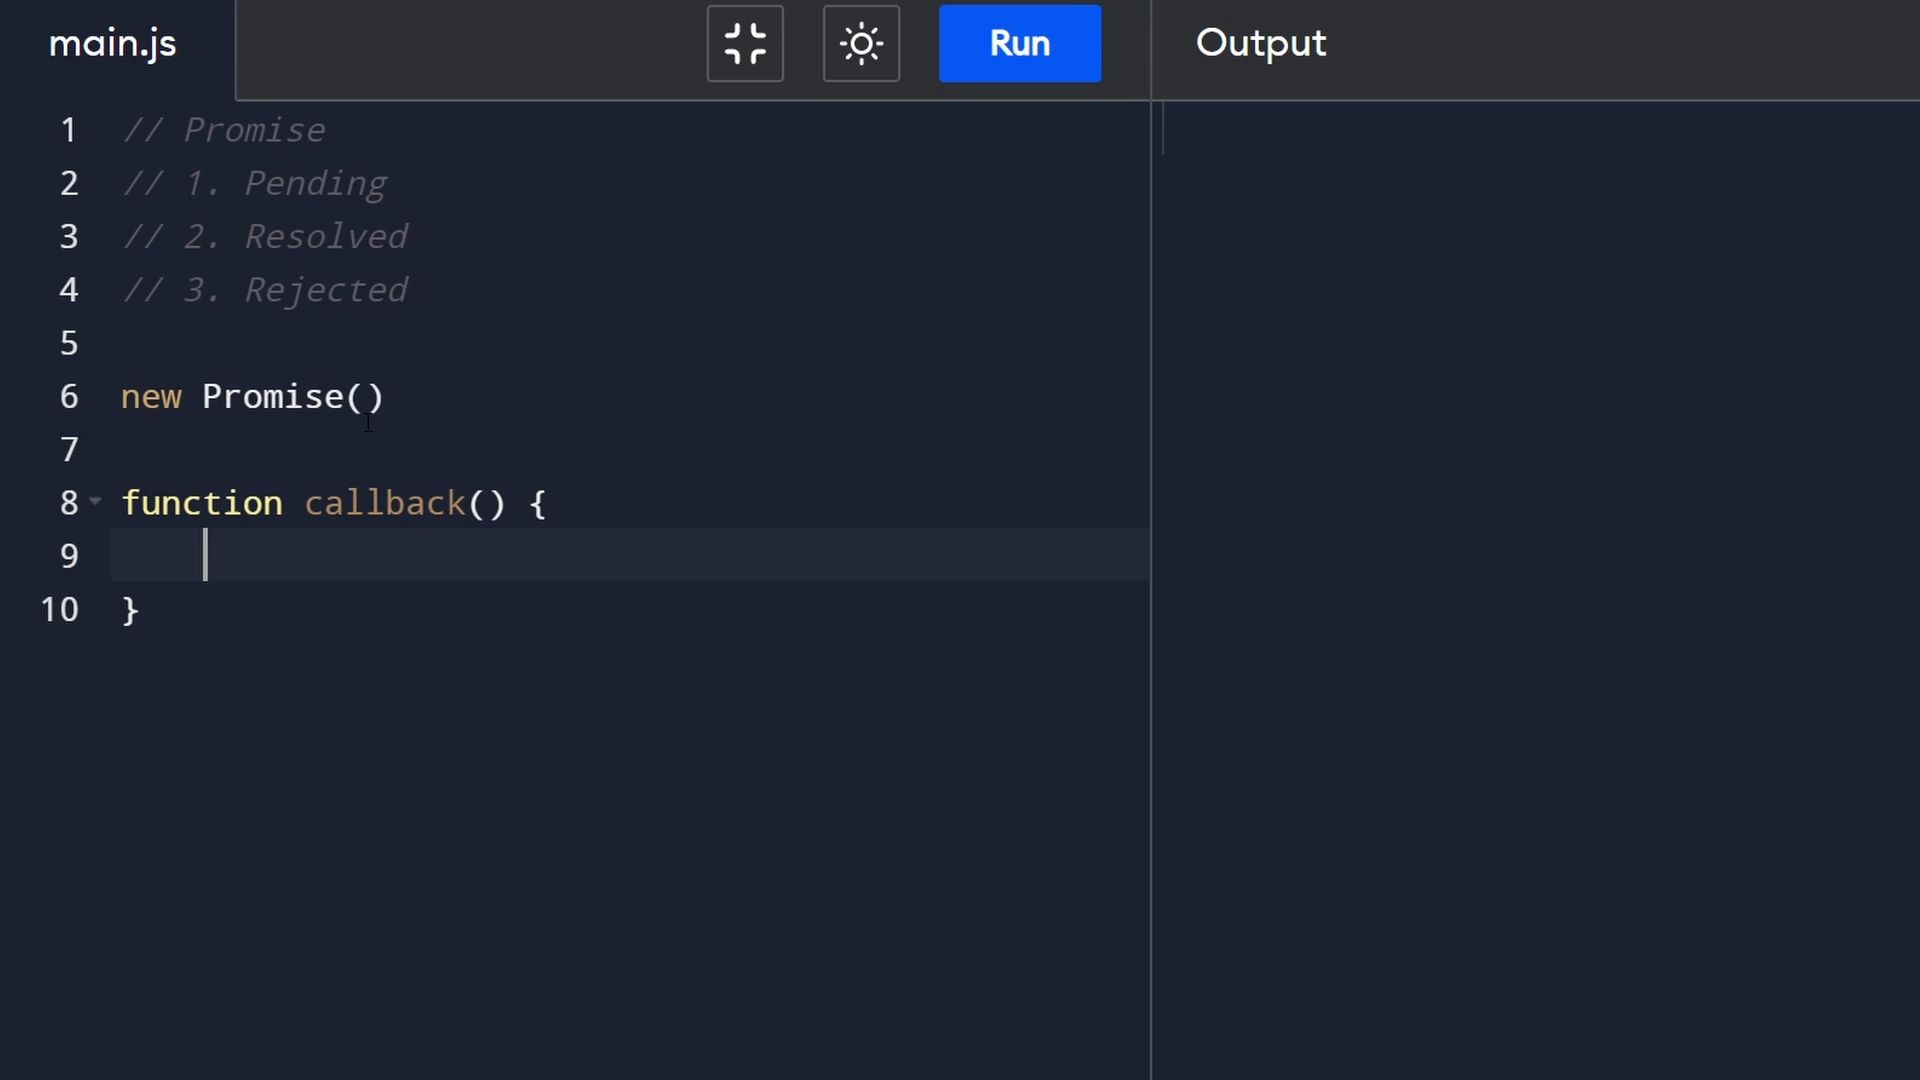 main.js
Run
Output
1 // Promise
2 // 1. Pending
3 // 2. Resolved
4 // 3. Rejected
5
6 new Promise()
7
8 function callback() {
9
10 }